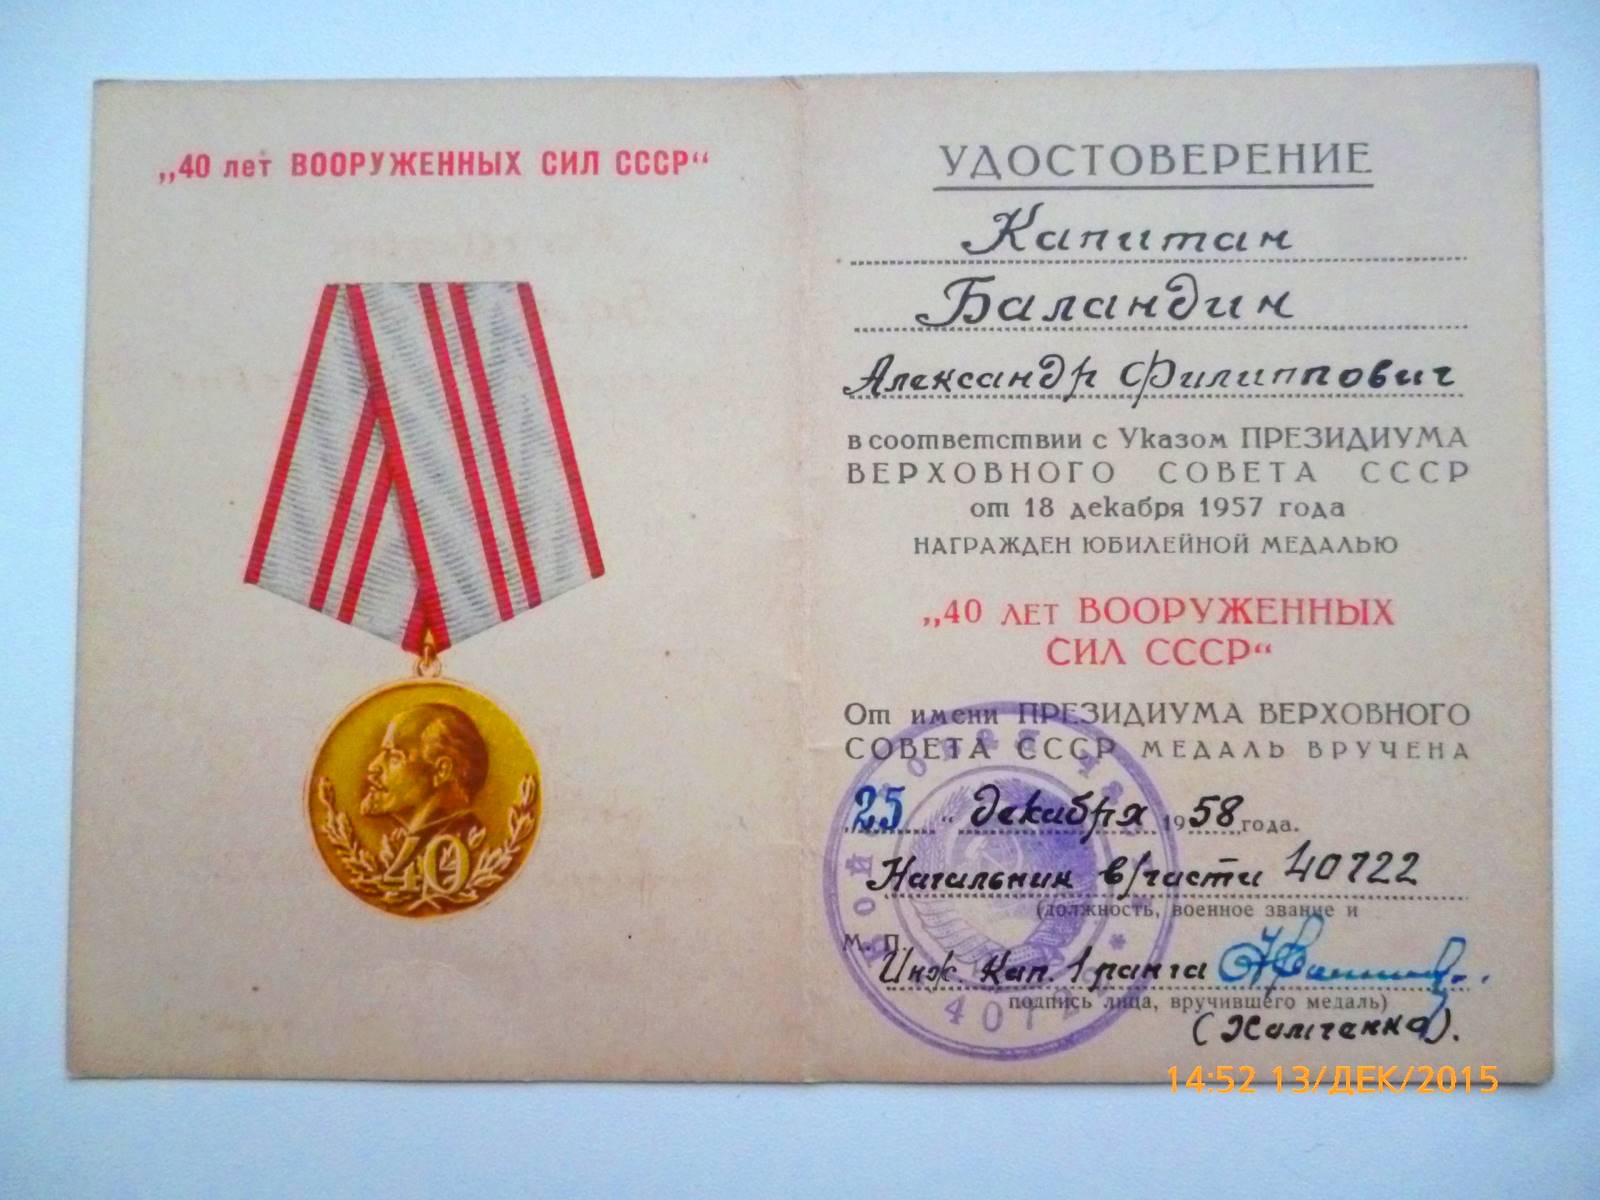 „40 лет ВООРУЖЕННЫХ СИЛ СССР“
40
УДОСТОВЕРЕНИЕ
Капитан
Баландин
Александр Филиппович
в соответствии с Указом ПРЕЗИДИУМА
ВЕРХОВНОГО СОВЕТА СССР
от 18 декабря 1957 года
НАГРАЖДЕН ЮБИЛЕЙНОЙ МЕДАЛЬЮ
„40 ЛЕТ ВООРУЖЕННЫХ
СИЛ СССР“
От имени ПРЕЗИДИУМА ВЕРХОВНОГО
СОВЕТА СССР МЕДАЛЬ ВРУЧЕНА
25 " декабря 1958 года.
Начальник в/части 40722
(должность, военное звание и
М. П.
Инж. Кап. 1 ранга
подпись лица, вручившего медаль)
40722
14:52 13/ДЕК/2015